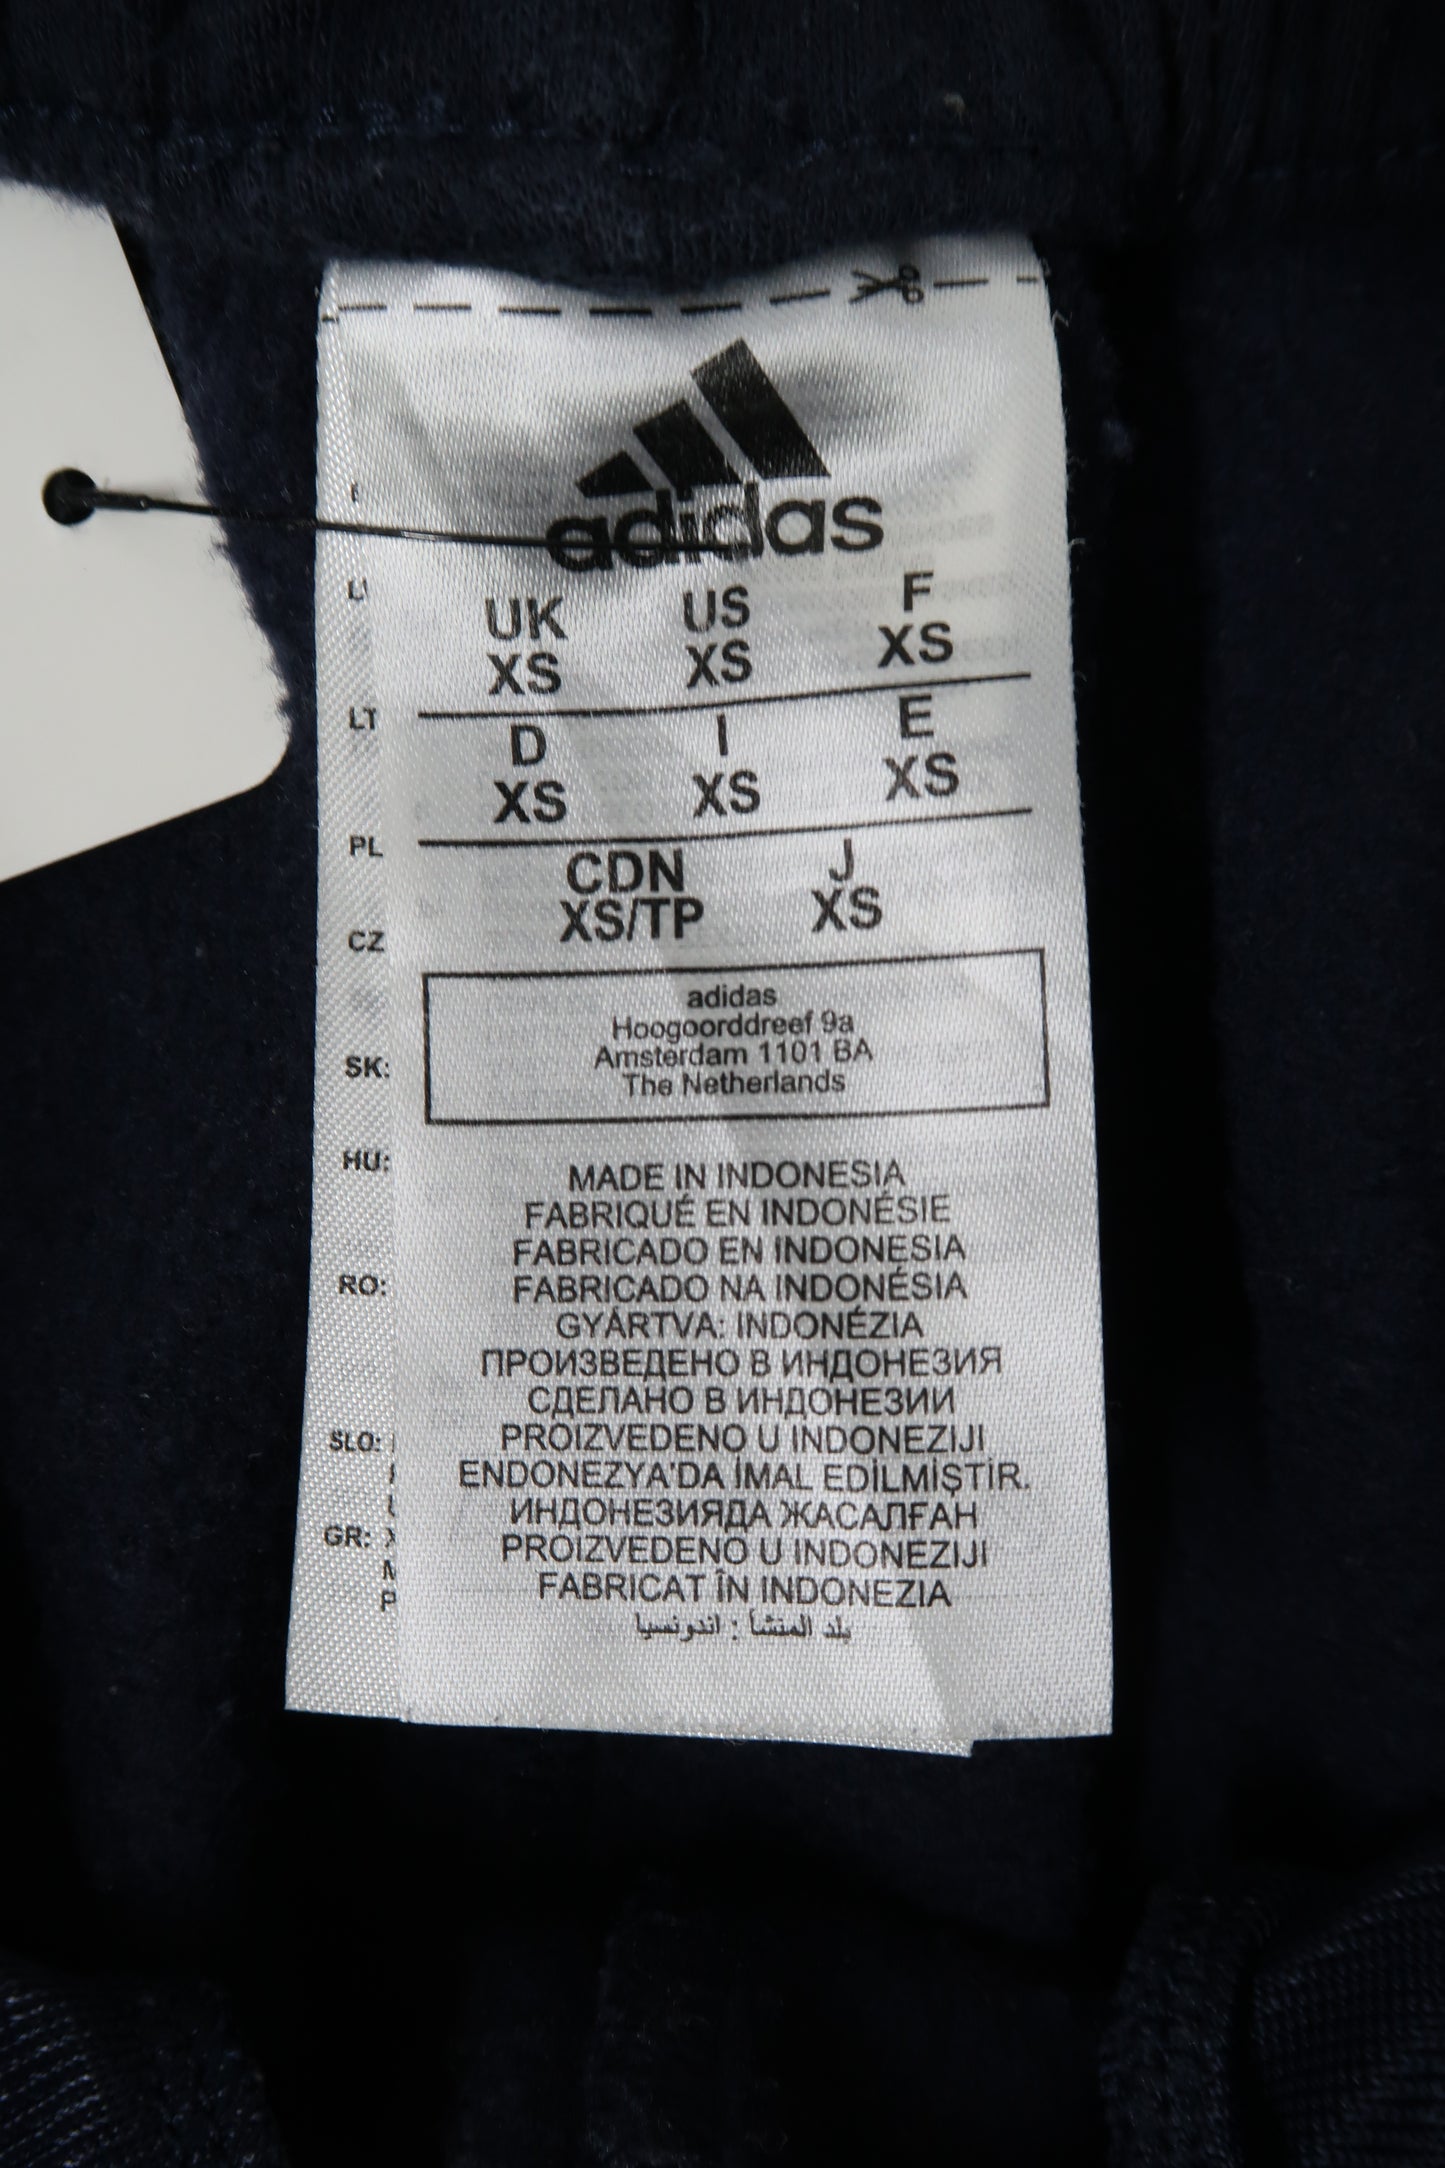 adidas
UK US F
XS XS XS
D I E
XS XS XS
CDN J
XS/TP XS
adidas
Hoogoorddreef 9a
Amsterdam 1101 BA
The Netherlands
MADE IN INDONESIA
FABRIQUÉ EN INDONÉSIE
FABRICADO EN INDONESIA
FABRICADO NA INDONÉSIA
GYÁRTVA: INDONÉZIA
ПРОИЗВЕДЕНО В ИНДОНЕЗИЯ
СДЕЛАНО В ИНДОНЕЗИИ
PROIZVEDENO U INDONEZIJI
ENDONEZYA'DA İMAL EDİLMİŞTİR.
ИНДОНЕЗИЯДА ЖАСАЛҒАН
PROIZVEDENO U INDONEZIJI
FABRICAT ÎN INDONEZIA
بلد المنشأ : اندونسيا
LT
PL
CZ
SK:
HU:
RO:
SLO:
GR: